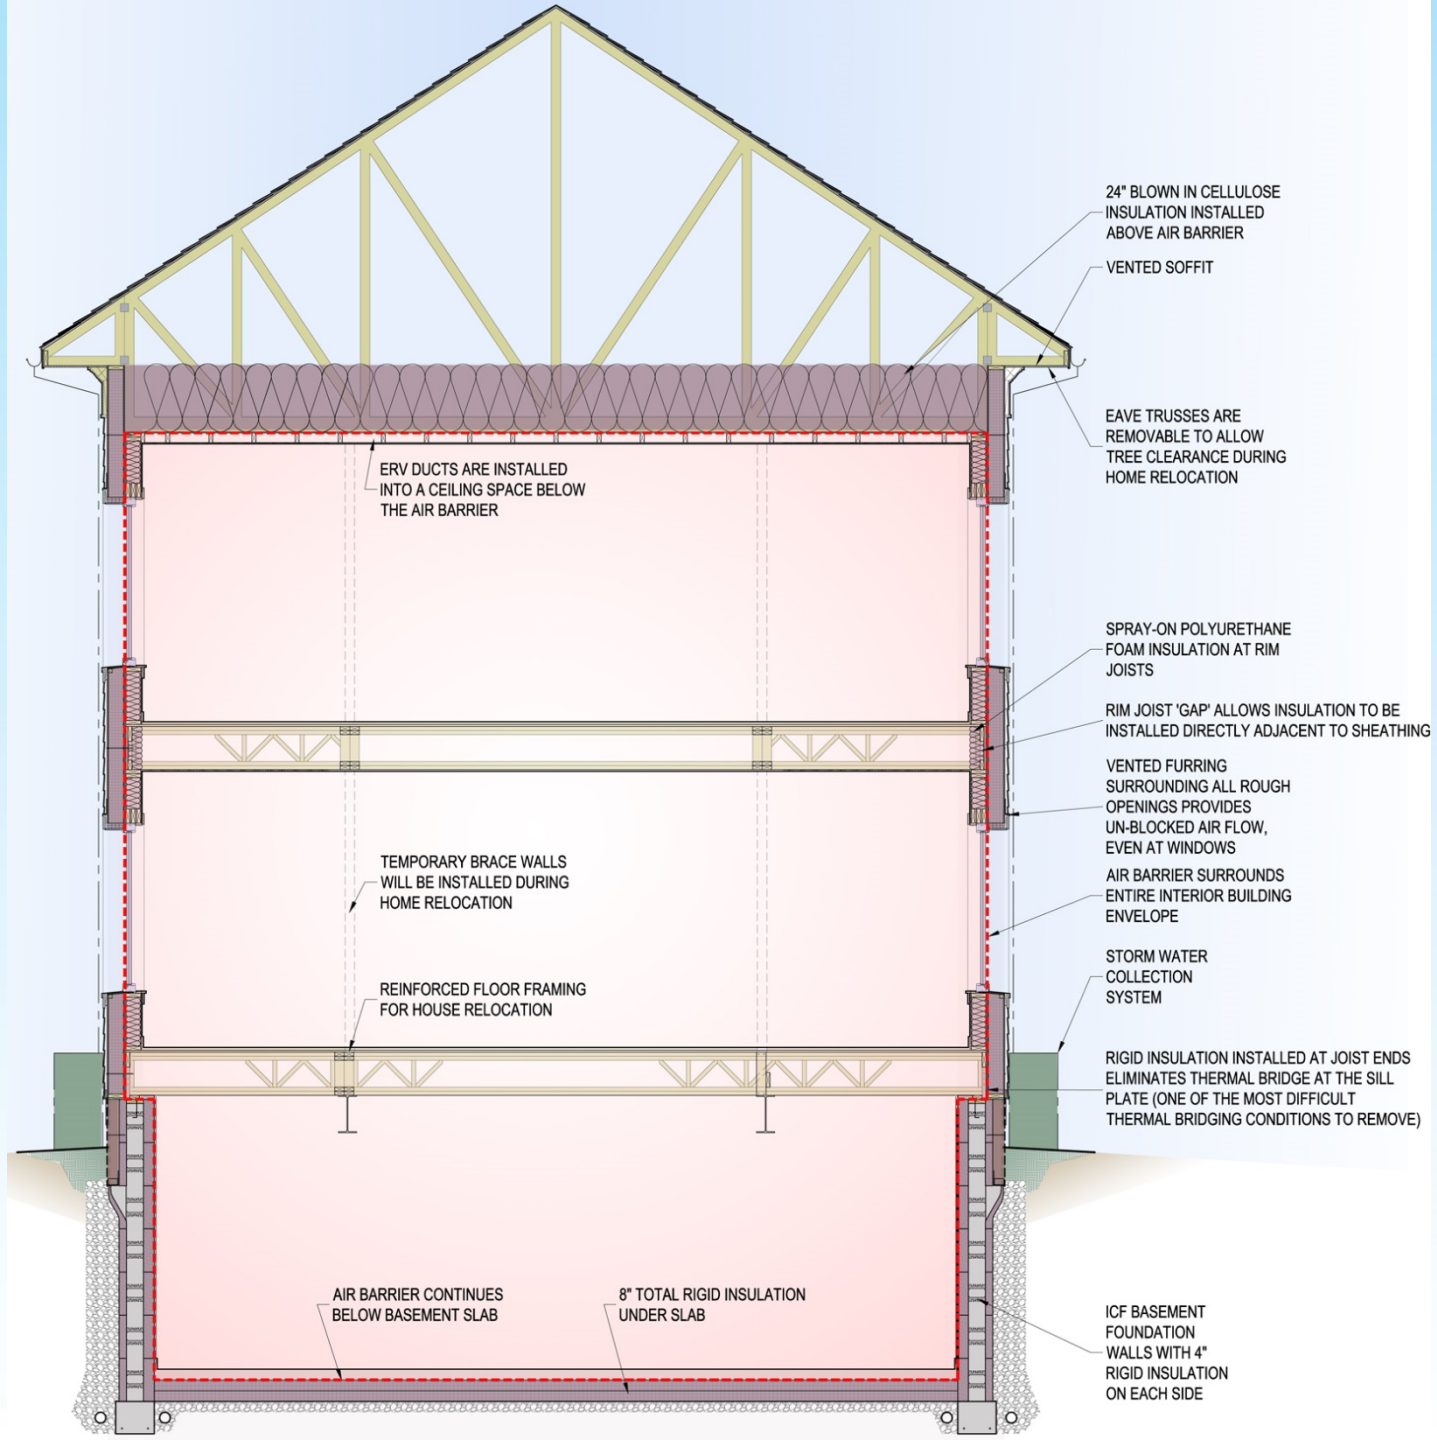 24" BLOWN IN CELLULOSE
INSULATION INSTALLED
ABOVE AIR BARRIER
VENTED SOFFIT
EAVE TRUSSES ARE
REMOVABLE TO ALLOW
TREE CLEARANCE DURING
HOME RELOCATION
ERV DUCTS ARE INSTALLED
INTO A CEILING SPACE BELOW
THE AIR BARRIER
SPRAY-ON POLYURETHANE
FOAM INSULATION AT RIM
JOISTS
RIM JOIST 'GAP' ALLOWS INSULATION TO BE
INSTALLED DIRECTLY ADJACENT TO SHEATHING
VENTED FURRING
SURROUNDING ALL ROUGH
OPENINGS PROVIDES
UN-BLOCKED AIR FLOW,
EVEN AT WINDOWS
TEMPORARY BRACE WALLS
WILL BE INSTALLED DURING
HOME RELOCATION
AIR BARRIER SURROUNDS
ENTIRE INTERIOR BUILDING
ENVELOPE
STORM WATER
COLLECTION
SYSTEM
REINFORCED FLOOR FRAMING
FOR HOUSE RELOCATION
RIGID INSULATION INSTALLED AT JOIST ENDS
ELIMINATES THERMAL BRIDGE AT THE SILL
PLATE (ONE OF THE MOST DIFFICULT
THERMAL BRIDGING CONDITIONS TO REMOVE)
AIR BARRIER CONTINUES
BELOW BASEMENT SLAB
8" TOTAL RIGID INSULATION
UNDER SLAB
ICF BASEMENT
FOUNDATION
WALLS WITH 4"
RIGID INSULATION
ON EACH SIDE